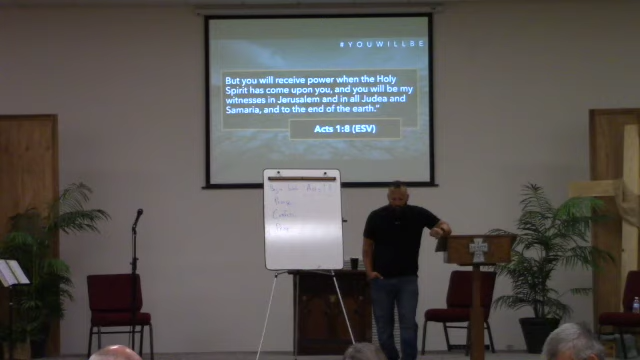 #YOUWILLBE
But you will receive power when the Holy
Spirit has come upon you, and you will be my
witnesses in Jerusalem and in all Judea and
Samaria, and to the end of the earth."
Acts 1:8 (ESV)